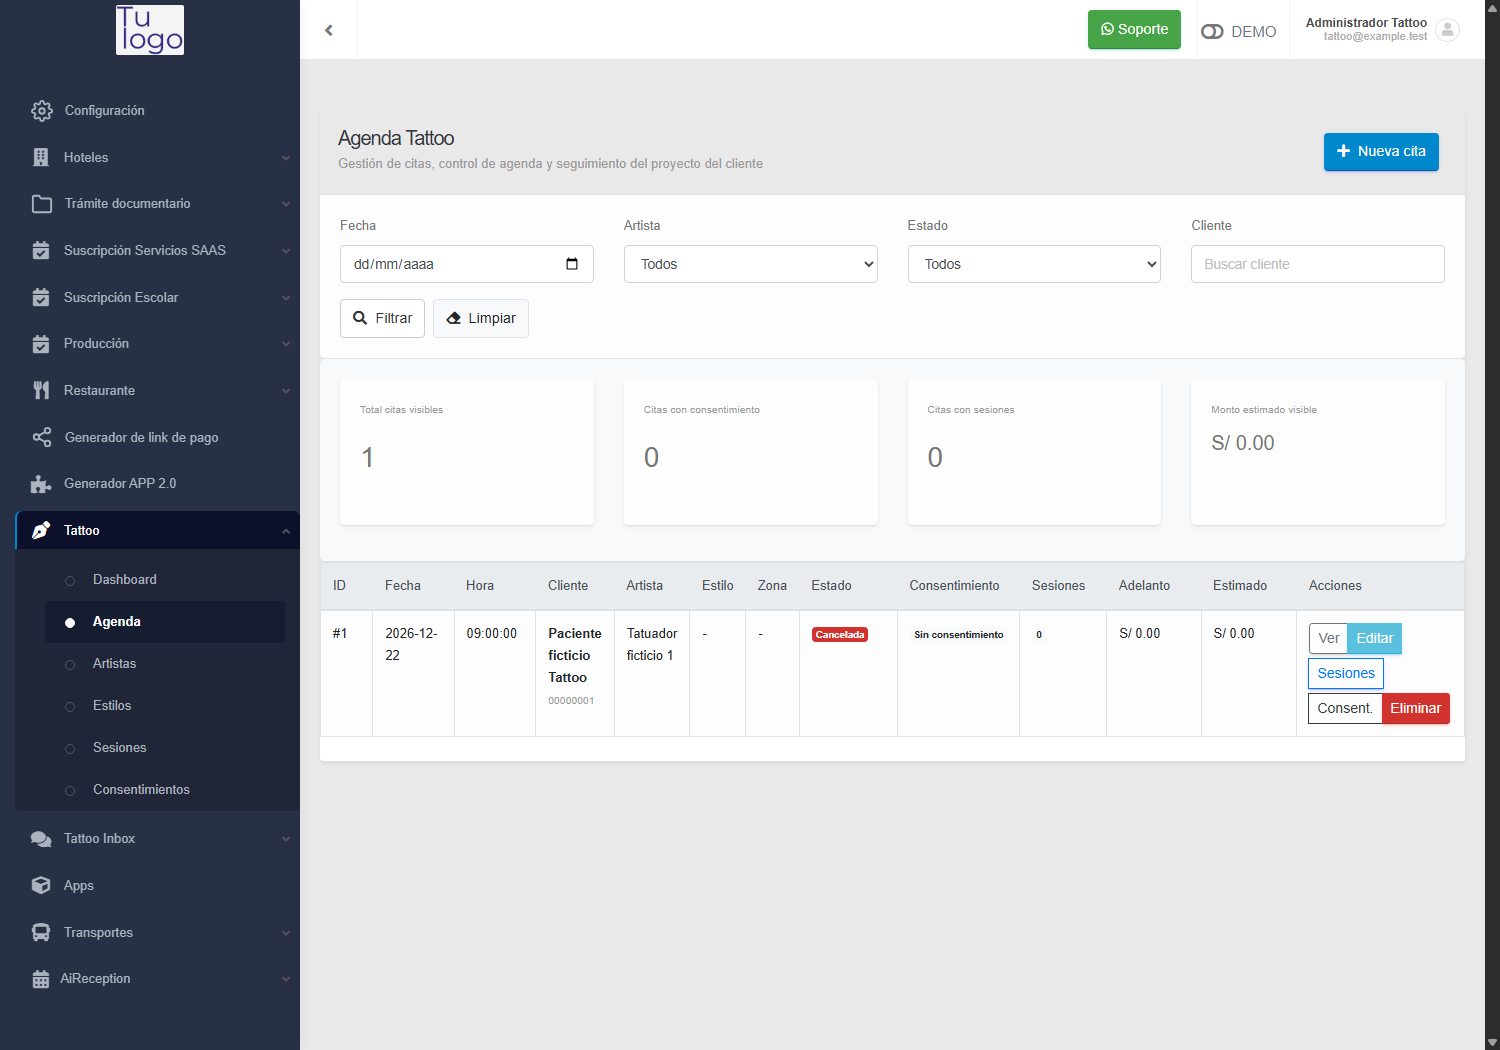 Tu
logo
Soporte
DEMO
Administrador Tattoo
tattoo@example.test
Configuración
Hoteles
Trámite documentario
Suscripción Servicios SAAS
Suscripción Escolar
Producción
Restaurante
Generador de link de pago
Generador APP 2.0
Tattoo
Dashboard
Agenda
Artistas
Estilos
Sesiones
Consentimientos
Tattoo Inbox
Apps
Transportes
AiReception
Agenda Tattoo
Gestión de citas, control de agenda y seguimiento del proyecto del cliente
Nueva cita
Fecha Artista Estado Cliente
dd/mm/aaaa Todos Todos Buscar cliente
Filtrar Limpiar
Total citas visibles Citas con consentimiento Citas con sesiones Monto estimado visible
1 0 0 S/ 0.00
ID Fecha Hora Cliente Artista Estilo Zona Estado Consentimiento Sesiones Adelanto Estimado Acciones
#1 2026-12-22 09:00:00 Paciente ficticio Tattoo 00000001 Tatuador ficticio 1 - - Cancelada Sin consentimiento 0 S/ 0.00 S/ 0.00 Ver Editar
Sesiones
Consent. Eliminar